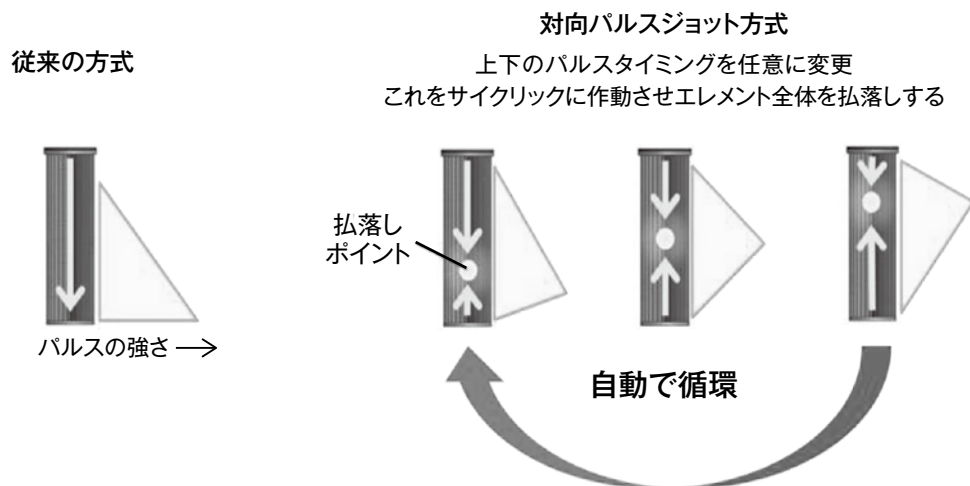 従来の方式
対向パルスジョット方式
上下のパルスタイミングを任意に変更
これをサイクリックに作動させエレメント全体を払落しする
払落し
ポイント
パルスの強さ
自動で循環